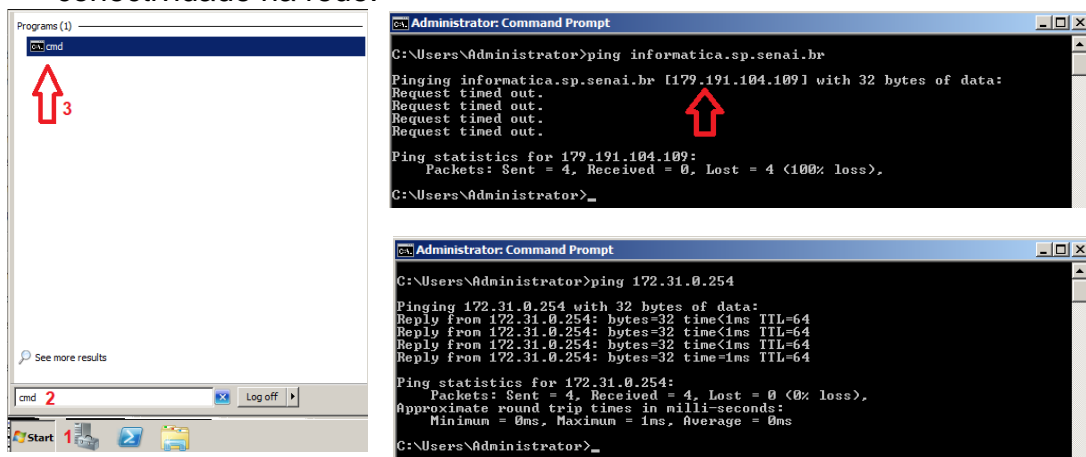 conectividade na rede.
Programs (1)
cmd
3
See more results
cmd 2
Log off
Start 1
Administrator: Command Prompt
C:\Users\Administrator>ping informatica.sp.senai.br
Pinging informatica.sp.senai.br [179.191.104.109] with 32 bytes of data:
Request timed out.
Request timed out.
Request timed out.
Request timed out.
Ping statistics for 179.191.104.109:
Packets: Sent = 4, Received = 0, Lost = 4 (100% loss),
C:\Users\Administrator>_
Administrator: Command Prompt
C:\Users\Administrator>ping 172.31.0.254
Pinging 172.31.0.254 with 32 bytes of data:
Reply from 172.31.0.254: bytes=32 time<1ms TTL=64
Reply from 172.31.0.254: bytes=32 time<1ms TTL=64
Reply from 172.31.0.254: bytes=32 time<1ms TTL=64
Reply from 172.31.0.254: bytes=32 time=1ms TTL=64
Ping statistics for 172.31.0.254:
Packets: Sent = 4, Received = 4, Lost = 0 (0% loss),
Approximate round trip times in milli-seconds:
Minimum = 0ms, Maximum = 1ms, Average = 0ms
C:\Users\Administrator>_